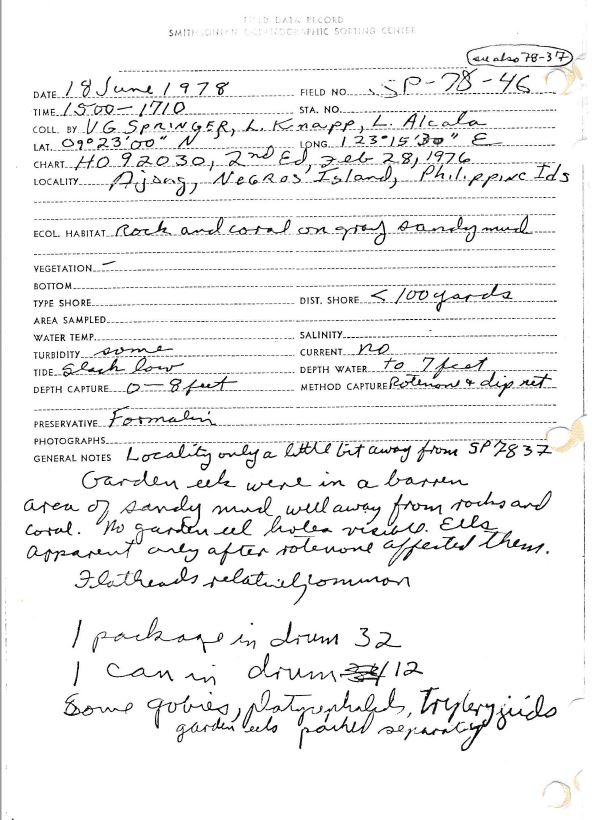 FIELD DATA RECORD
SMITHSONIAN OCEANOGRAPHIC SORTING CENTER
see also 78-37
DATE 18 June 1978 FIELD NO. SP-78-46
TIME 1500-1710 STA. NO.
COLL. BY VG SPRINGER, L. Knapp, L. Alcala
LAT. 09°23'00" N LONG. 123°15'30" E
CHART HO 92030, 2nd Ed, Feb 28, 1976
LOCALITY Ajong, NEGROS Island, Philippine Ids
ECOL. HABITAT Rock and coral on gray sandy mud
VEGETATION —
BOTTOM
TYPE SHORE DIST. SHORE < 100 yards
AREA SAMPLED
WATER TEMP. SALINITY
TURBIDITY some CURRENT no
TIDE Slack low DEPTH WATER to 7 feet
DEPTH CAPTURE 0-8 feet METHOD CAPTURE Rotenone & dip net
PRESERVATIVE Formalin
PHOTOGRAPHS
GENERAL NOTES Locality only a little bit away from SP7837
Garden eels were in a barren
area of sandy mud well away from rocks and
coral. No garden eel holes visible. Eels
apparent only after rotenone affected them.
Flatheads relatively common
1 package in drum 32
1 can in drum 12
Some gobies, platycephalids, Tripterygiids
garden eels packed separately